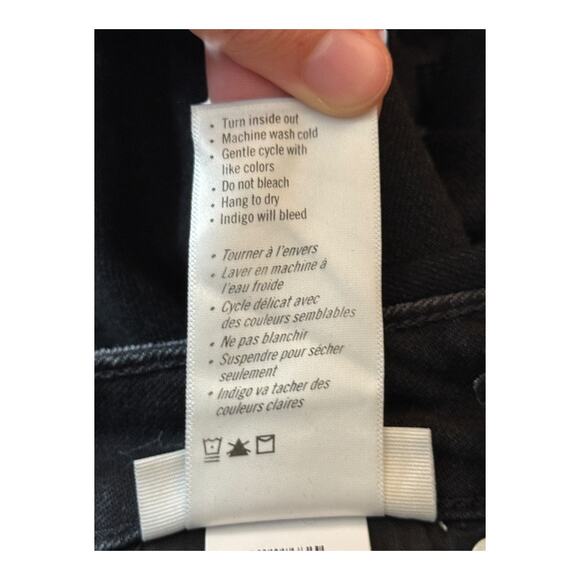 • Turn inside out
• Machine wash cold
• Gentle cycle with
like colors
• Do not bleach
• Hang to dry
• Indigo will bleed
• Tourner à l'envers
• Laver en machine à
l'eau froide
• Cycle délicat avec
des couleurs semblables
• Ne pas blanchir
• Suspendre pour sécher
seulement
• Indigo va tacher des
couleurs claires